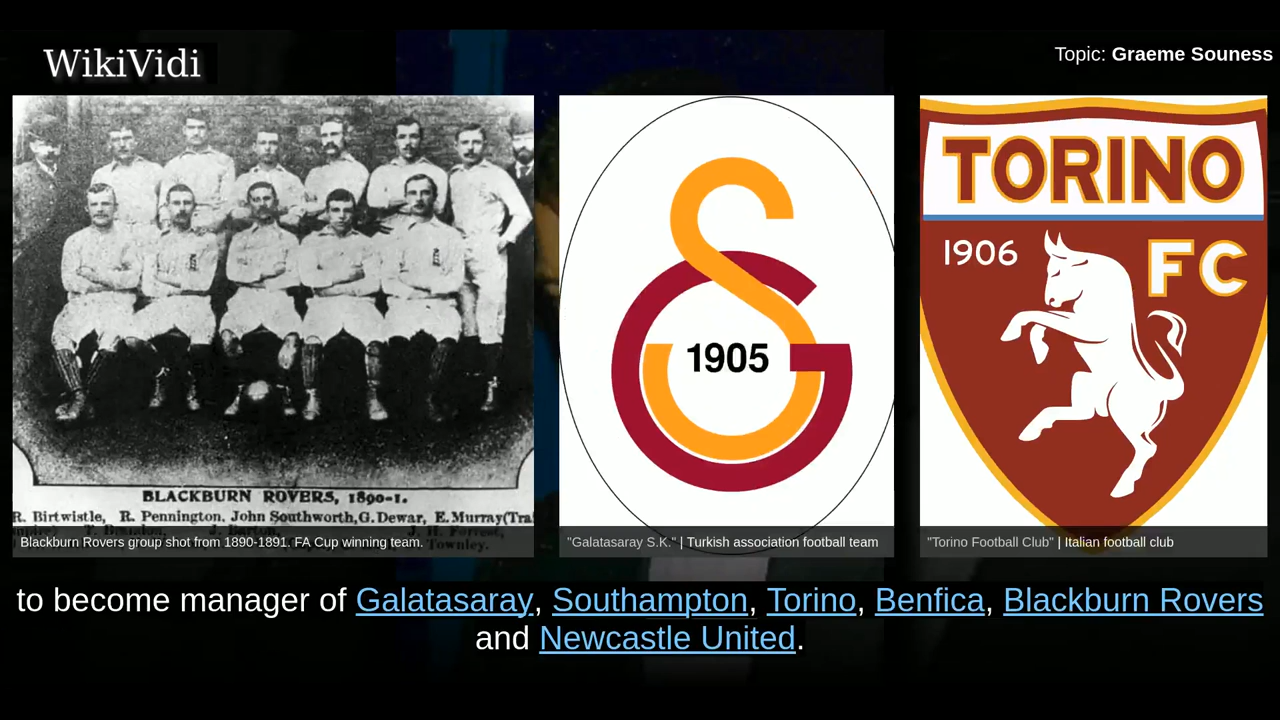 WikiVidi
Topic: Graeme Souness
BLACKBURN ROVERS, 1890-1.
R. Birtwistle, R. Pennington, John Southworth, G. Dewar, E. Murray (Tra
Townley.
Blackburn Rovers group shot from 1890-1891. FA Cup winning team.
1905
"Galatasaray S.K." | Turkish association football team
TORINO
1906 FC
"Torino Football Club" | Italian football club
to become manager of Galatasaray, Southampton, Torino, Benfica, Blackburn Rovers
and Newcastle United.